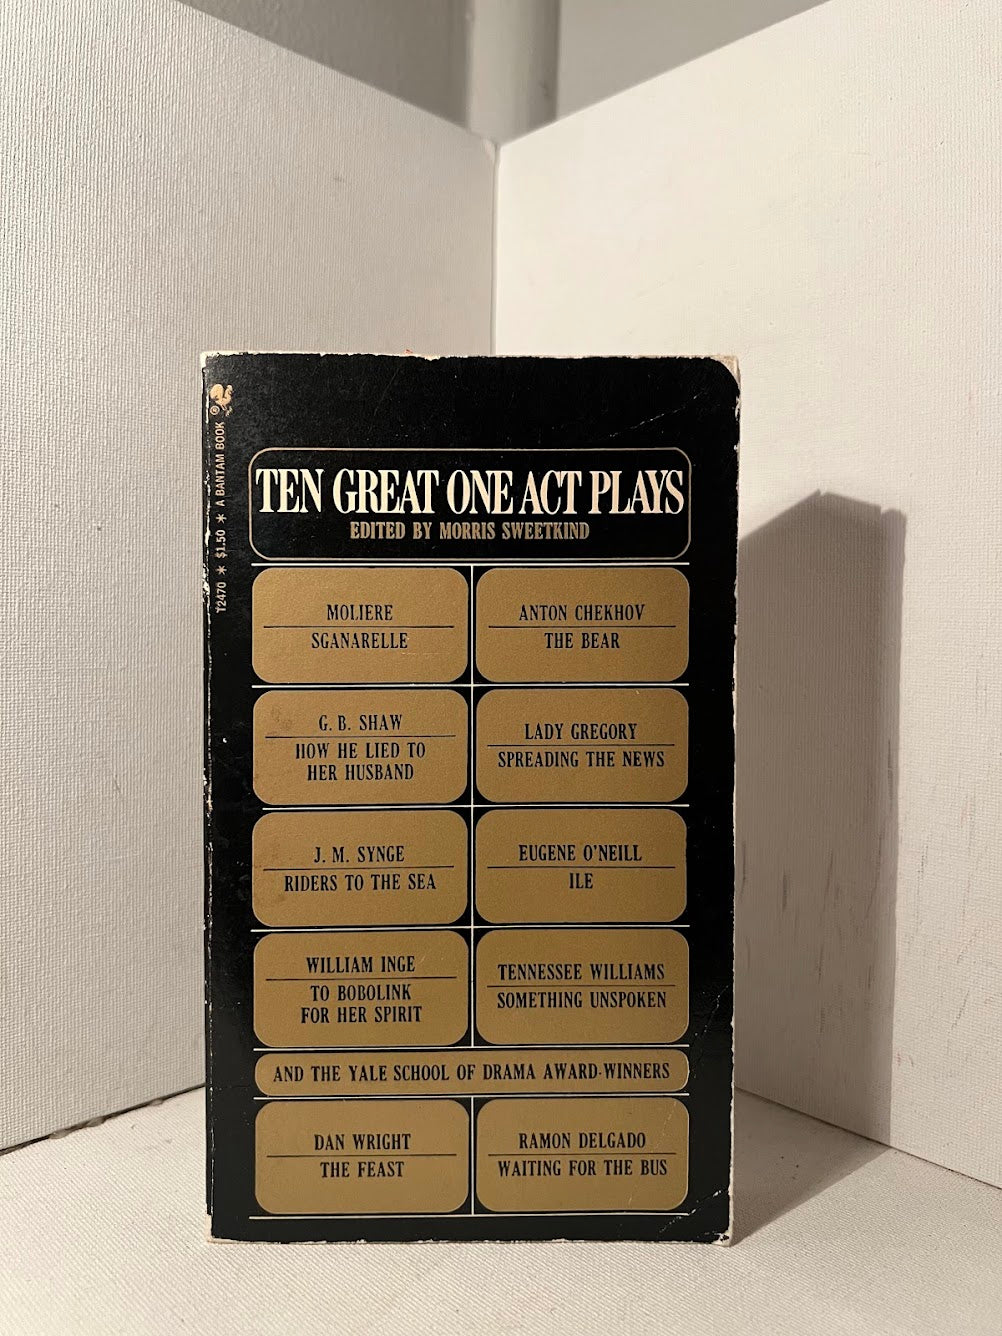 T2470 * $1.50 * A BANTAM BOOK ®
TEN GREAT ONE ACT PLAYS
EDITED BY MORRIS SWEETKIND
MOLIERE
SGANARELLE
ANTON CHEKHOV
THE BEAR
G. B. SHAW
HOW HE LIED TO
HER HUSBAND
LADY GREGORY
SPREADING THE NEWS
J. M. SYNGE
RIDERS TO THE SEA
EUGENE O'NEILL
ILE
WILLIAM INGE
TO BOBOLINK
FOR HER SPIRIT
TENNESSEE WILLIAMS
SOMETHING UNSPOKEN
AND THE YALE SCHOOL OF DRAMA AWARD-WINNERS
DAN WRIGHT
THE FEAST
RAMON DELGADO
WAITING FOR THE BUS